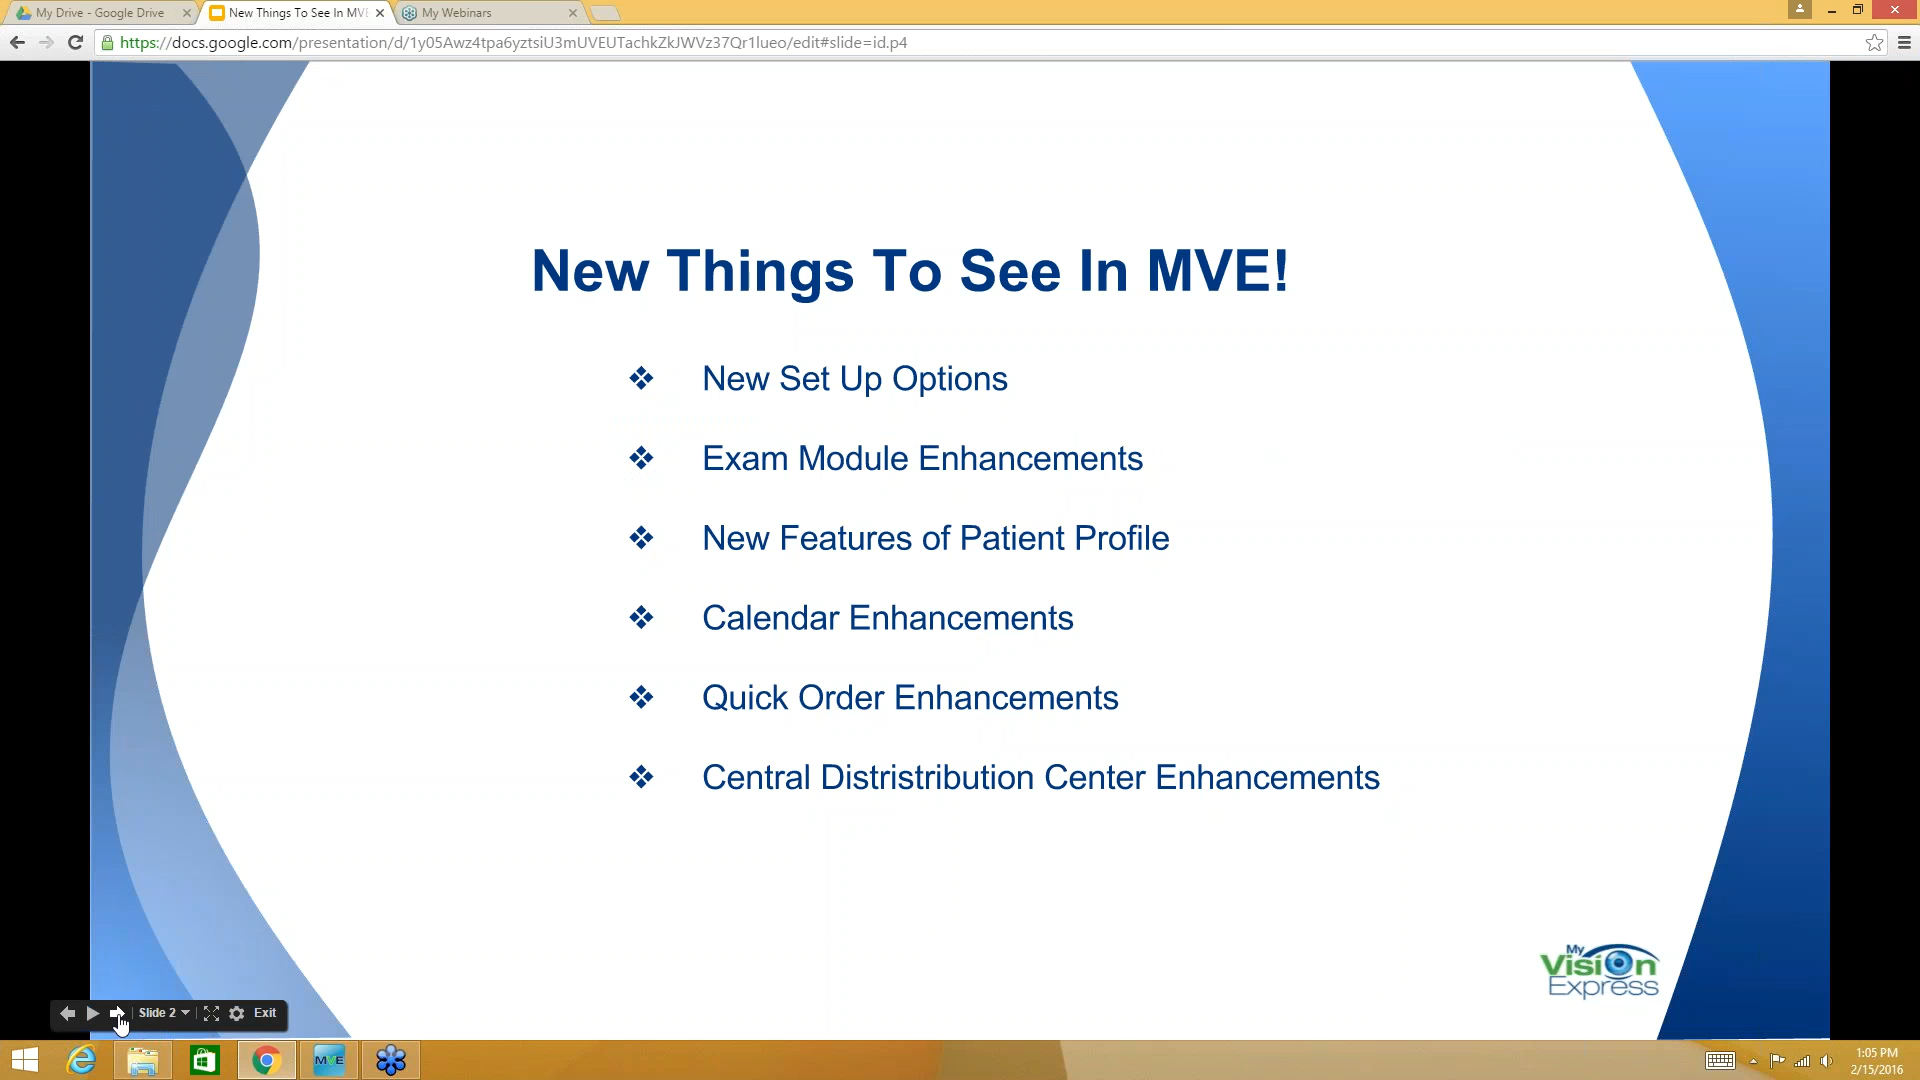 My Drive - Google Drive
New Things To See In MVE
My Webinars
https://docs.google.com/presentation/d/1y05Awz4tpa6yztsiU3mUVEUTachkZkJWVz37Qr1lueo/edit#slide=id.p4
New Things To See In MVE!
❖ New Set Up Options
❖ Exam Module Enhancements
❖ New Features of Patient Profile
❖ Calendar Enhancements
❖ Quick Order Enhancements
❖ Central Distristribution Center Enhancements
My
Vision
Express
Slide 2
Exit
MVE
1:05 PM
2/15/2016